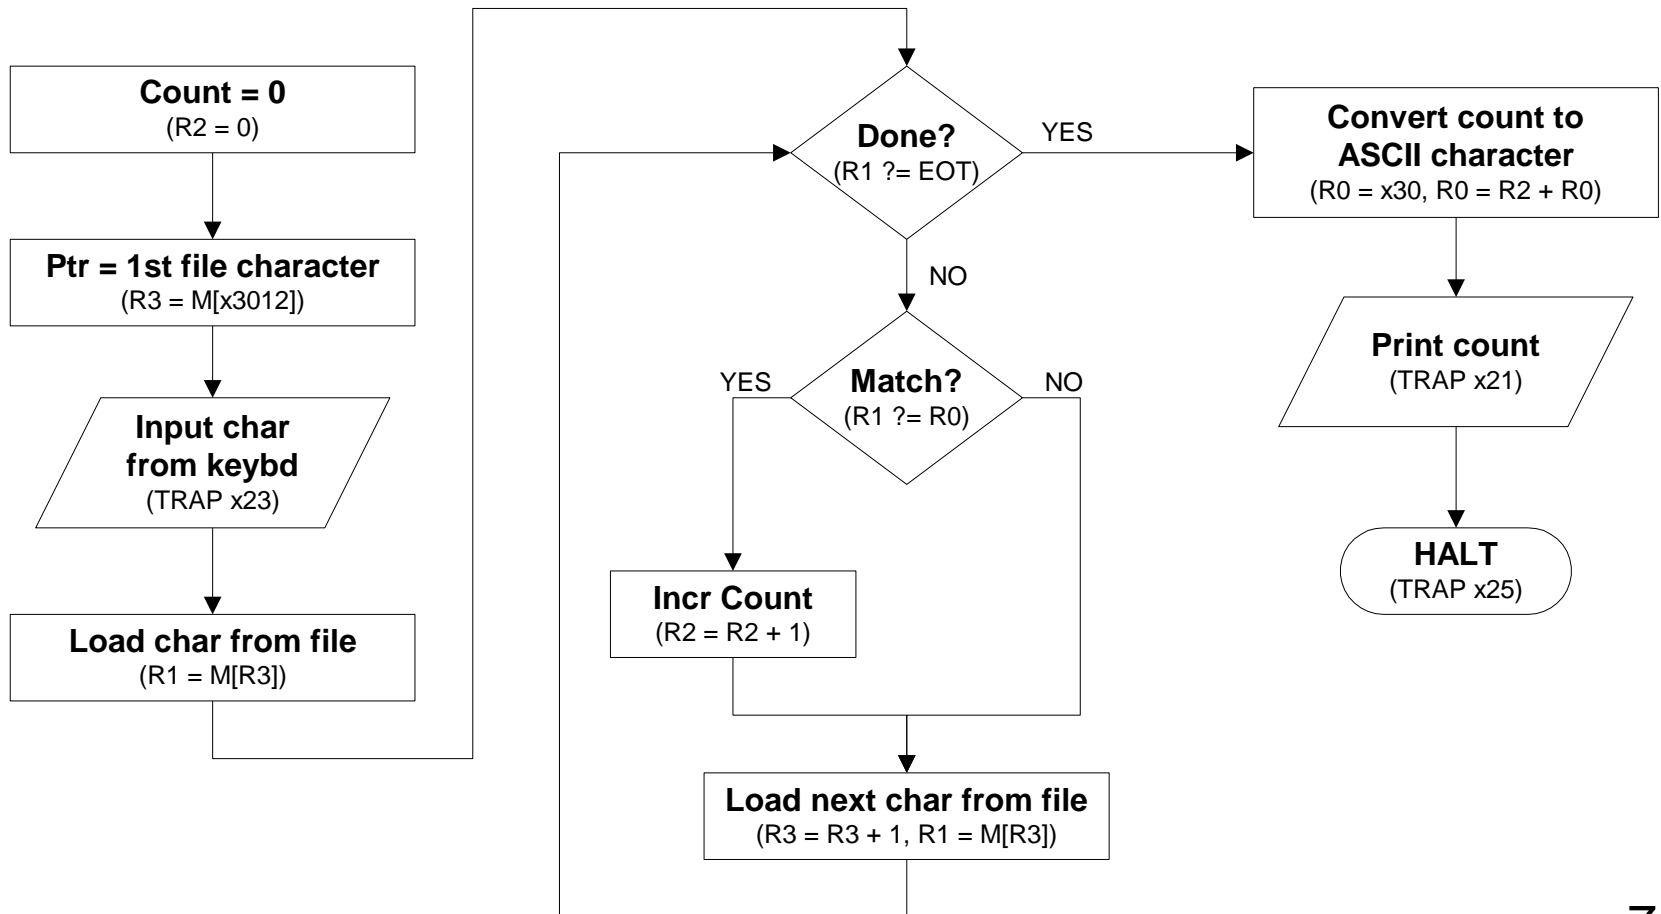 Count = 0
(R2 = 0)
Ptr = 1st file character
(R3 = M[x3012])
Input char
from keybd
(TRAP x23)
Load char from file
(R1 = M[R3])
Done?
(R1 ?= EOT)
YES
NO
Match?
(R1 ?= R0)
YES
NO
Incr Count
(R2 = R2 + 1)
Load next char from file
(R3 = R3 + 1, R1 = M[R3])
Convert count to
ASCII character
(R0 = x30, R0 = R2 + R0)
Print count
(TRAP x21)
HALT
(TRAP x25)